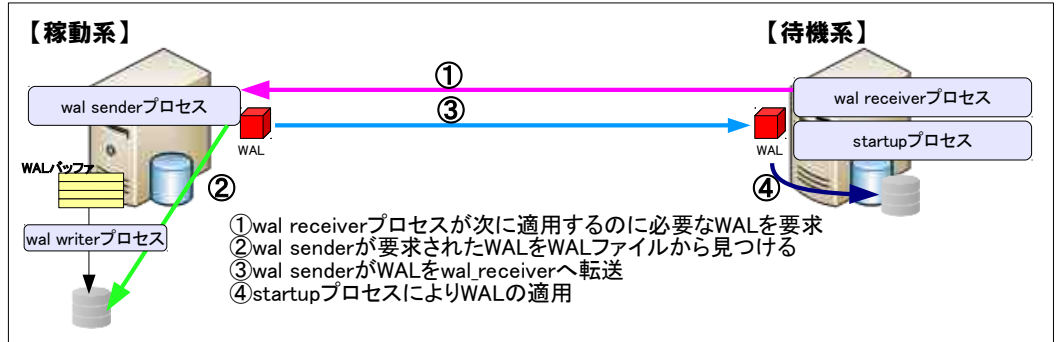 【稼動系】
【待機系】
①
wal senderプロセス
wal receiverプロセス
③
WAL
WAL
startupプロセス
WALバッファ
②
④
wal writerプロセス
①wal receiverプロセスが次に適用するのに必要なWALを要求
②wal senderが要求されたWALをWALファイルから見つける
③wal senderがWALをwal_receiverへ転送
④startupプロセスによりWALの適用